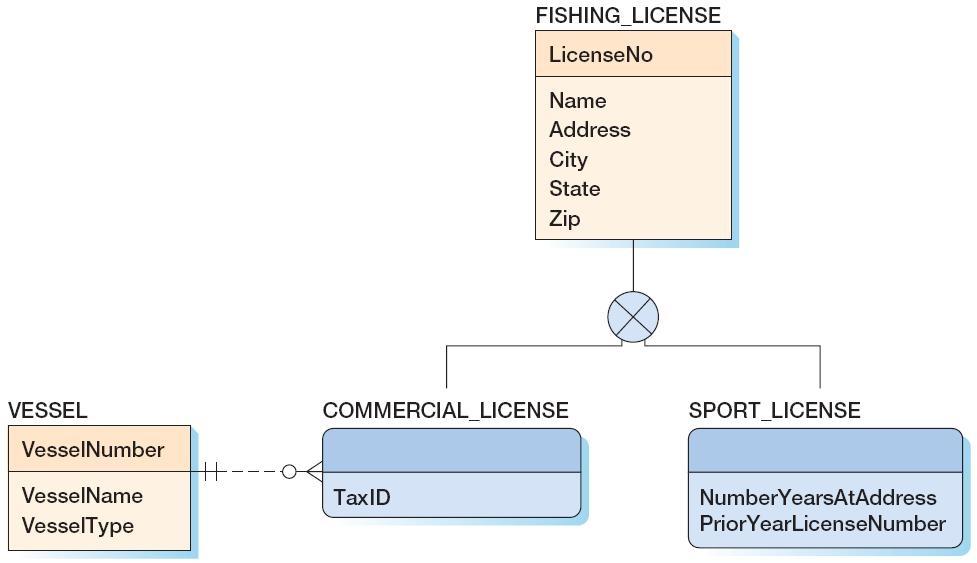 FISHING_LICENSE
LicenseNo
Name
Address
City
State
Zip
VESSEL
VesselNumber
VesselName
VesselType
COMMERCIAL_LICENSE
TaxID
SPORT_LICENSE
NumberYearsAtAddress
PriorYearLicenseNumber